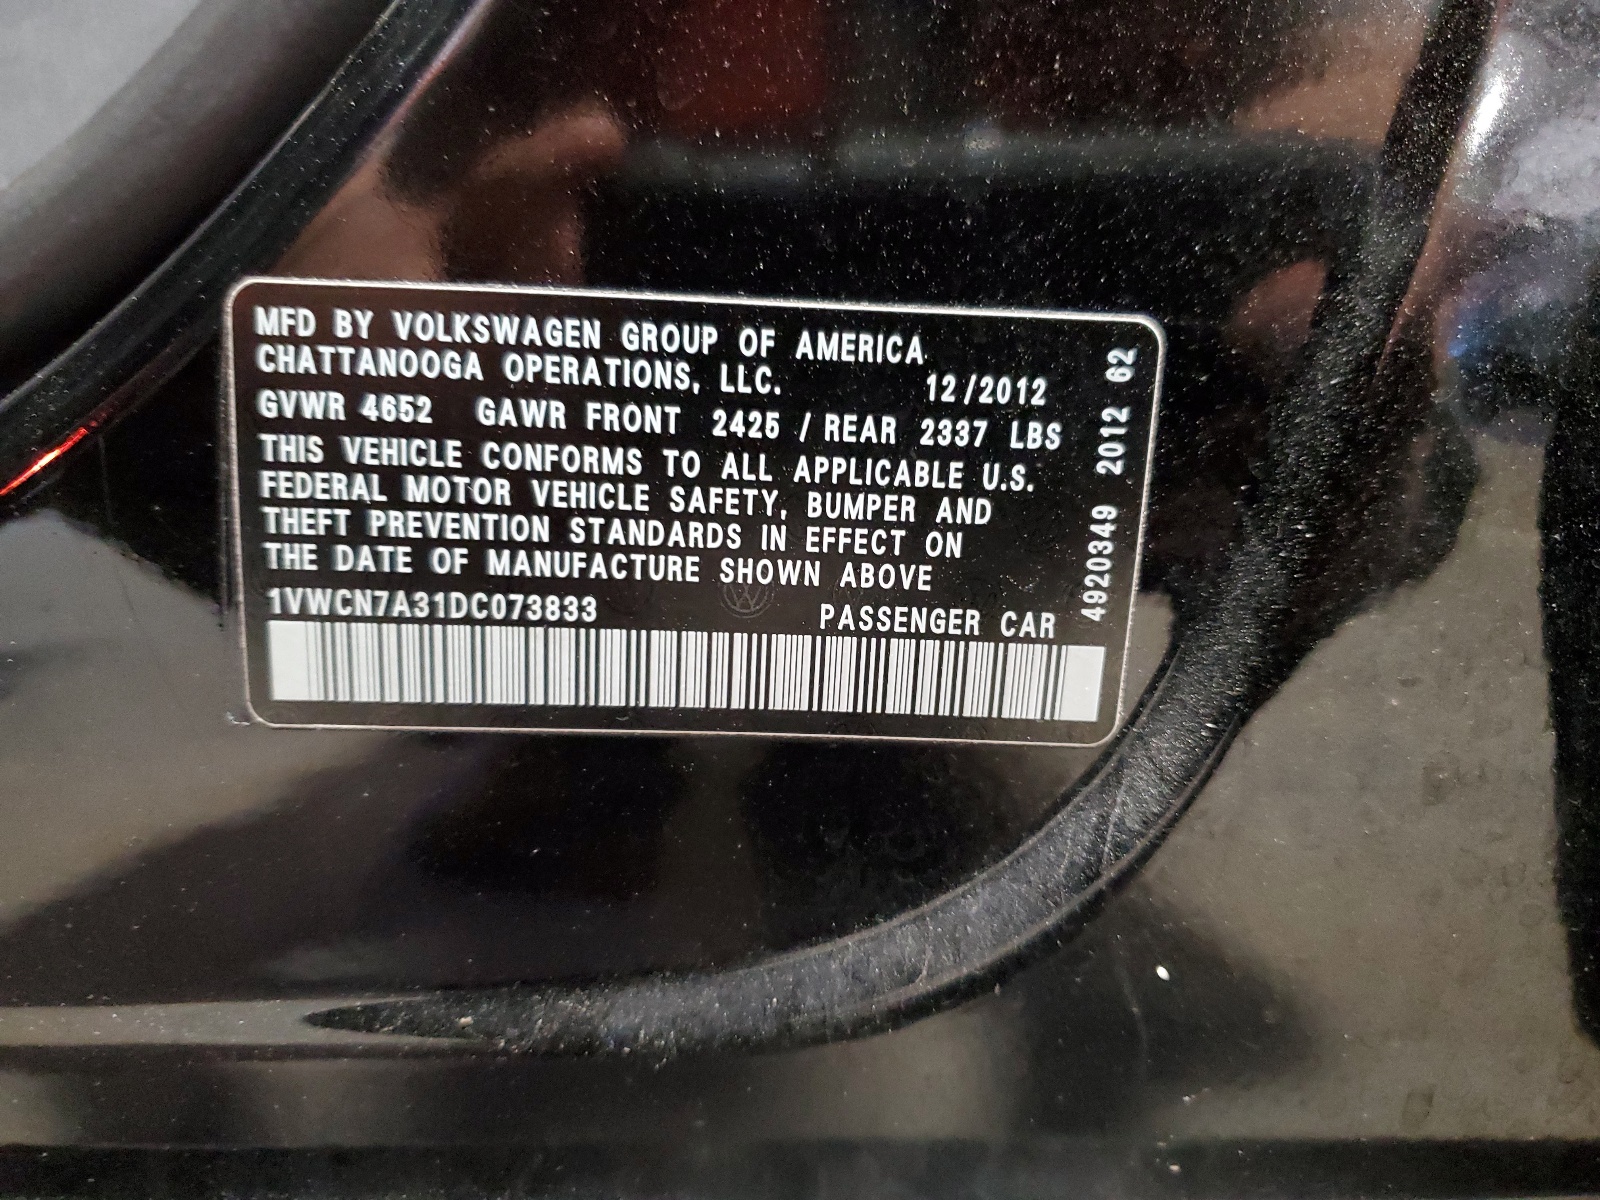 MFD BY VOLKSWAGEN GROUP OF AMERICA
CHATTANOOGA OPERATIONS, LLC. 12/2012
GVWR 4652 GAWR FRONT 2425 / REAR 2337 LBS
THIS VEHICLE CONFORMS TO ALL APPLICABLE U.S.
FEDERAL MOTOR VEHICLE SAFETY, BUMPER AND
THEFT PREVENTION STANDARDS IN EFFECT ON
THE DATE OF MANUFACTURE SHOWN ABOVE
1VWCN7A31DC073833 PASSENGER CAR
4920349 2012 62